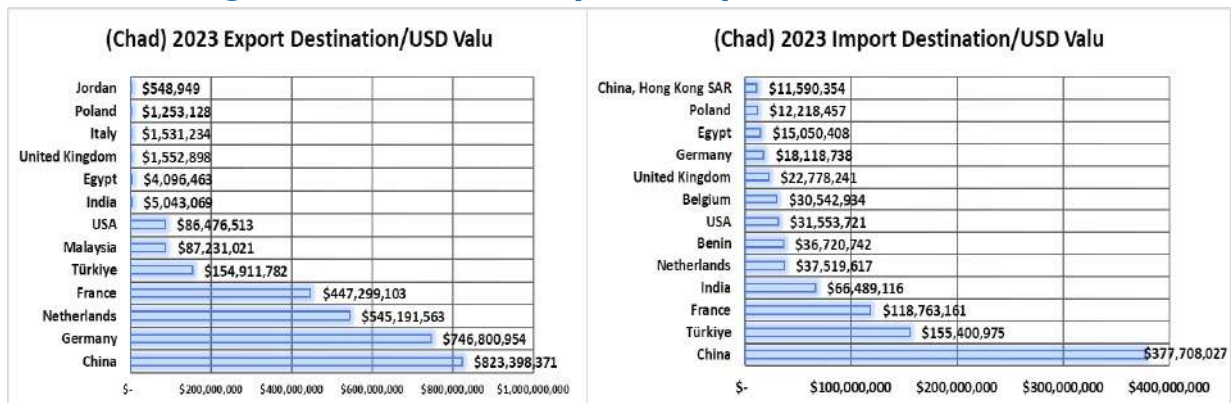 (Chad) 2023 Export Destination/USD Valu
Jordan $548,949
Poland $1,253,128
Italy $1,531,234
United Kingdom $1,552,898
Egypt $4,096,463
India $5,043,069
USA $86,476,513
Malaysia $87,231,021
Türkiye $154,911,782
France $447,299,103
Netherlands $545,191,563
Germany $746,800,954
China $823,398,371
$- $200,000,000 $400,000,000 $600,000,000 $800,000,000 $1,000,000,000
(Chad) 2023 Import Destination/USD Valu
China, Hong Kong SAR $11,590,354
Poland $12,218,457
Egypt $15,050,408
Germany $18,118,738
United Kingdom $22,778,241
Belgium $30,542,934
USA $31,553,721
Benin $36,720,742
Netherlands $37,519,617
India $66,489,116
France $118,763,161
Türkiye $155,400,975
China $377,708,027
$- $100,000,000 $200,000,000 $300,000,000 $400,000,000